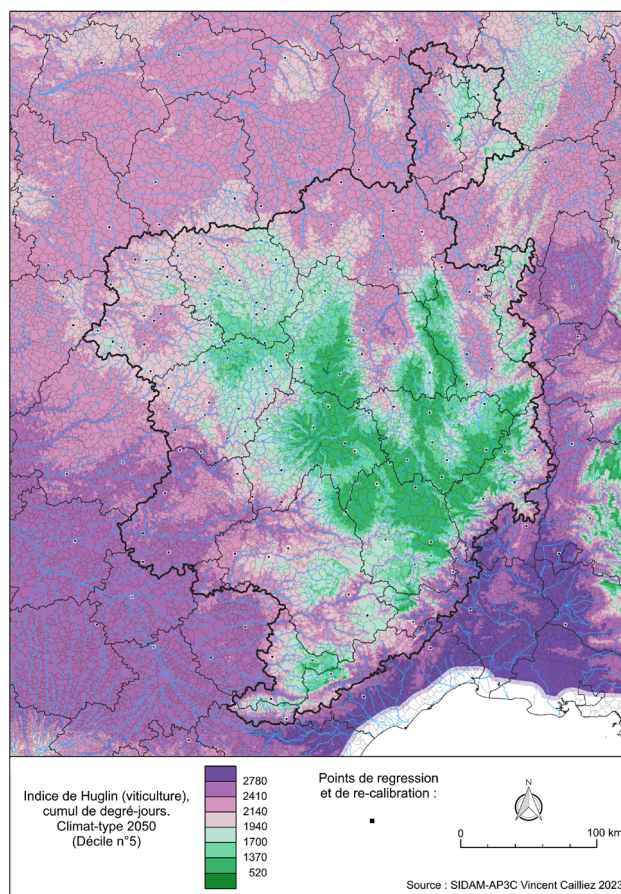 Indice de Huglin (viticulture),
cumul de degré-jours.
Climat-type 2050
(Décile n°5)
2780
2410
2140
1940
1700
1370
520
Points de regression
et de re-calibration :
N
0 100 km
Source : SIDAM-AP3C Vincent Cailliez 2023